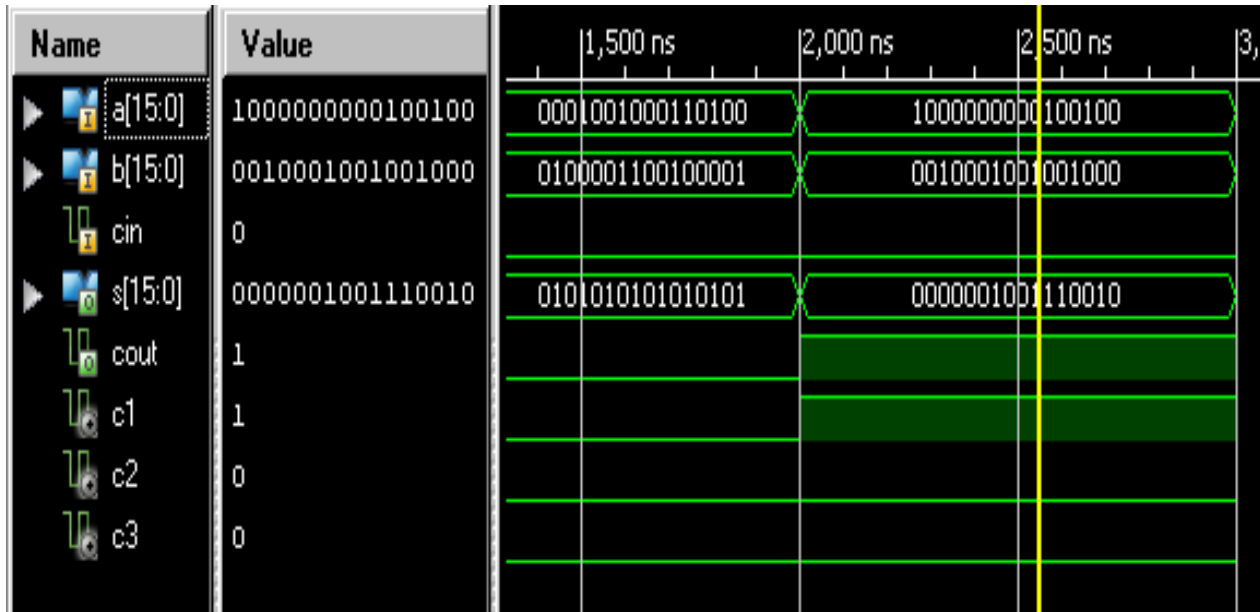 Name Value 1,500 ns 2,000 ns 2,500 ns 3,
a[15:0] 1000000000100100 0001001000110100 1000000000100100
b[15:0] 0010001001001000 0100001100100001 0010001001001000
cin 0
s[15:0] 0000001001110010 0101010101010101 0000001001110010
cout 1
c1 1
c2 0
c3 0